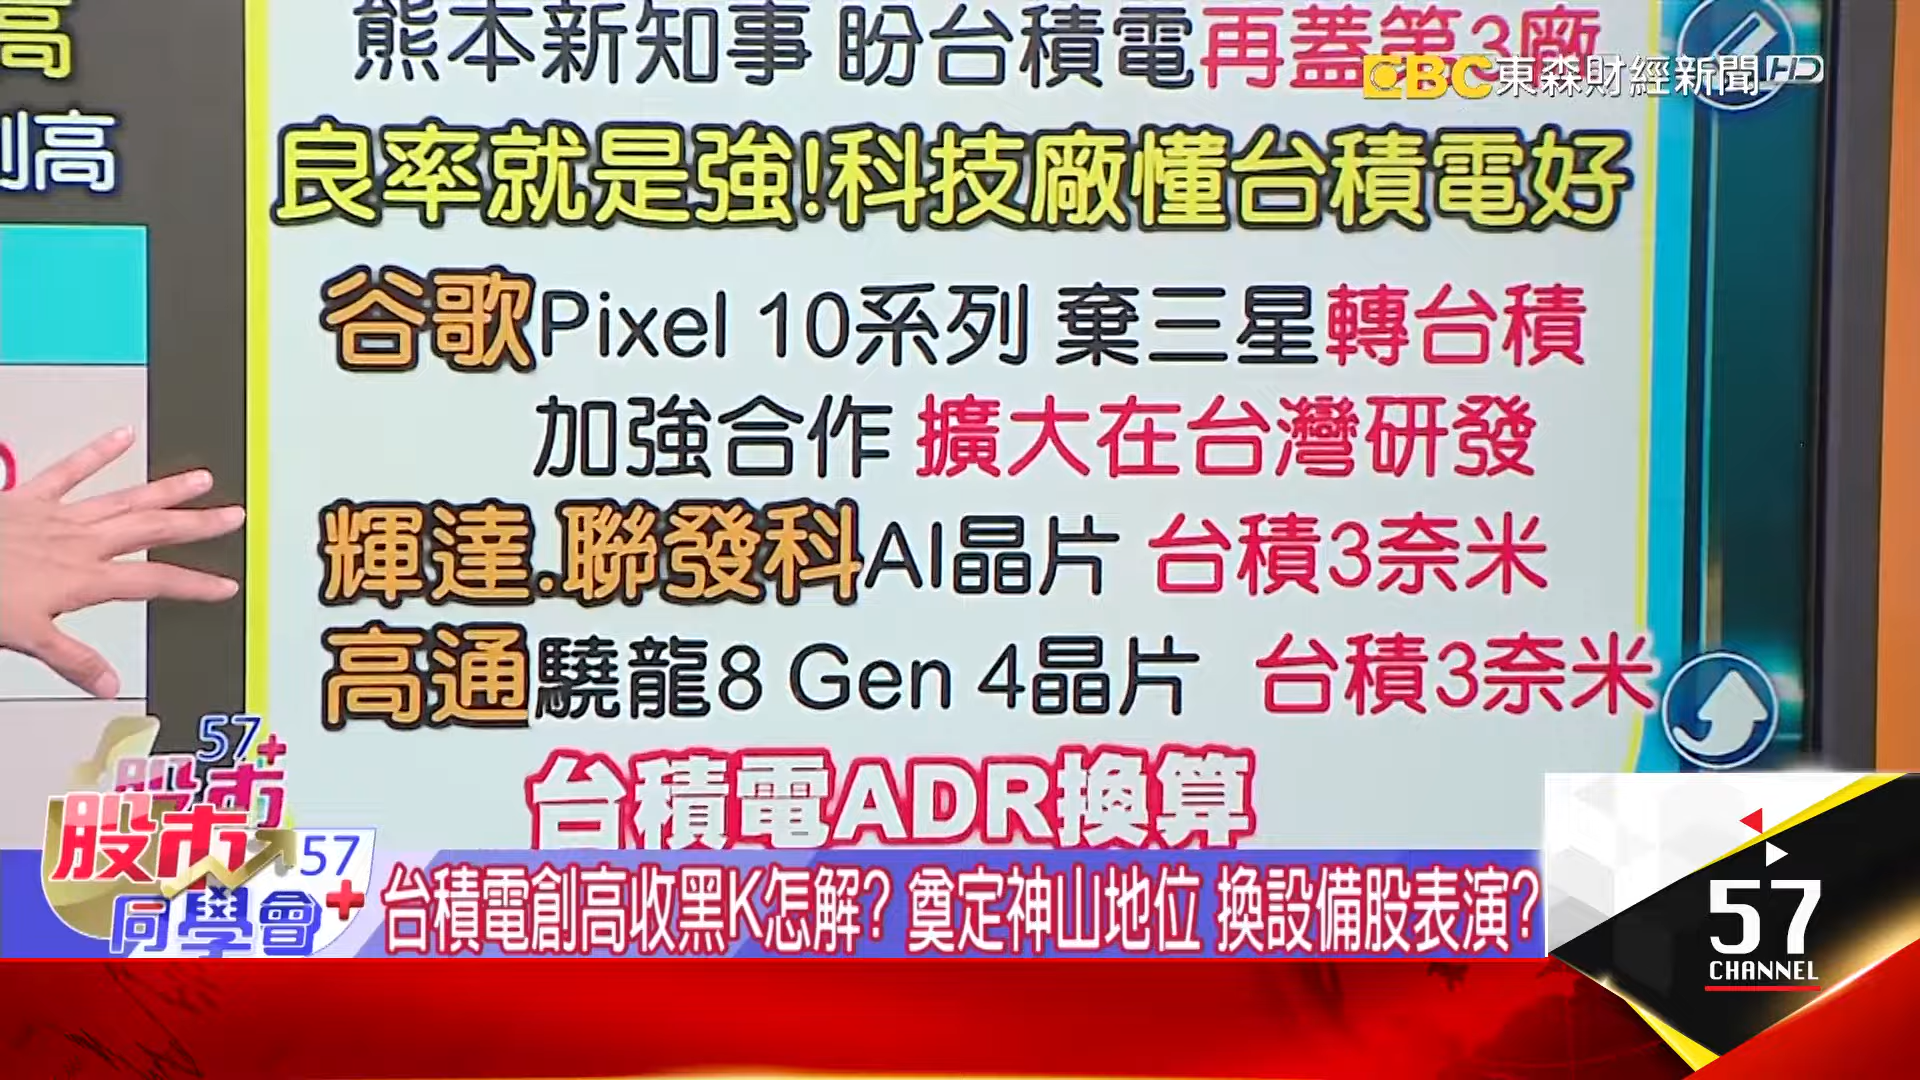 高
創高
熊本新知事 盼台積電再蓋第3廠
EBC東森財經新聞HD
良率就是強!科技廠懂台積電好
谷歌Pixel 10系列 棄三星轉台積
加強合作 擴大在台灣研發
輝達.聯發科AI晶片 台積3奈米
高通驍龍8 Gen 4晶片 台積3奈米
台積電ADR換算
57+
股市
股市 57
同學會+
台積電創高收黑K怎解? 奠定神山地位 換設備股表演?
57
CHANNEL